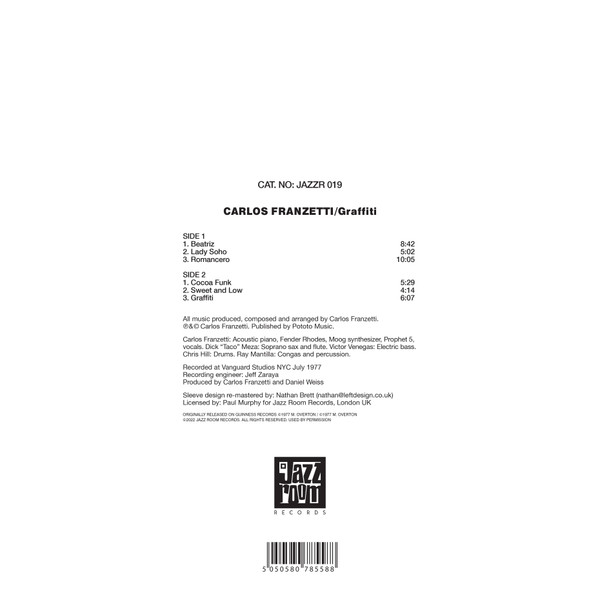 CAT. NO: JAZZR 019
CARLOS FRANZETTI/Graffiti
SIDE 1
1. Beatriz 8:42
2. Lady Soho 5:02
3. Romancero 10:05
SIDE 2
1. Cocoa Funk 5:29
2. Sweet and Low 4:14
3. Graffiti 6:07
All music produced, composed and arranged by Carlos Franzetti.
℗&© Carlos Franzetti. Published by Pototo Music.
Carlos Franzetti: Acoustic piano, Fender Rhodes, Moog synthesizer, Prophet 5,
vocals. Dick “Taco” Meza: Soprano sax and flute. Victor Venegas: Electric bass.
Chris Hill: Drums. Ray Mantilla: Congas and percussion.
Recorded at Vanguard Studios NYC July 1977
Recording engineer: Jeff Zaraya
Produced by Carlos Franzetti and Daniel Weiss
Sleeve design re-mastered by: Nathan Brett (nathan@leftdesign.co.uk)
Licensed by: Paul Murphy for Jazz Room Records, London UK
ORIGINALLY RELEASED ON GUINNESS RECORDS ©1977 M. OVERTON / ℗1977 M. OVERTON
©2022 JAZZ ROOM RECORDS. ALL RIGHTS RESERVED. USED BY PERMISSION
Jazz
room
RECORDS
5 050580 785588